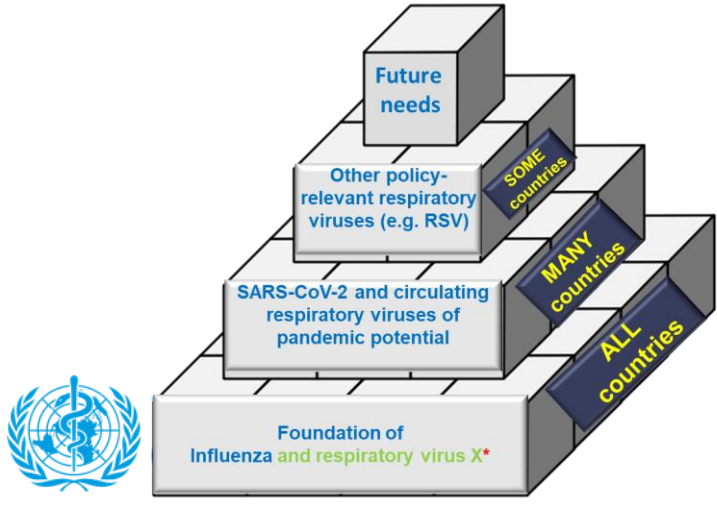 Future
needs
Other policy-
relevant respiratory
viruses (e.g. RSV)
SOME
countries
SARS-CoV-2 and circulating
respiratory viruses of
pandemic potential
MANY
countries
Foundation of
Influenza and respiratory virus X*
ALL
countries